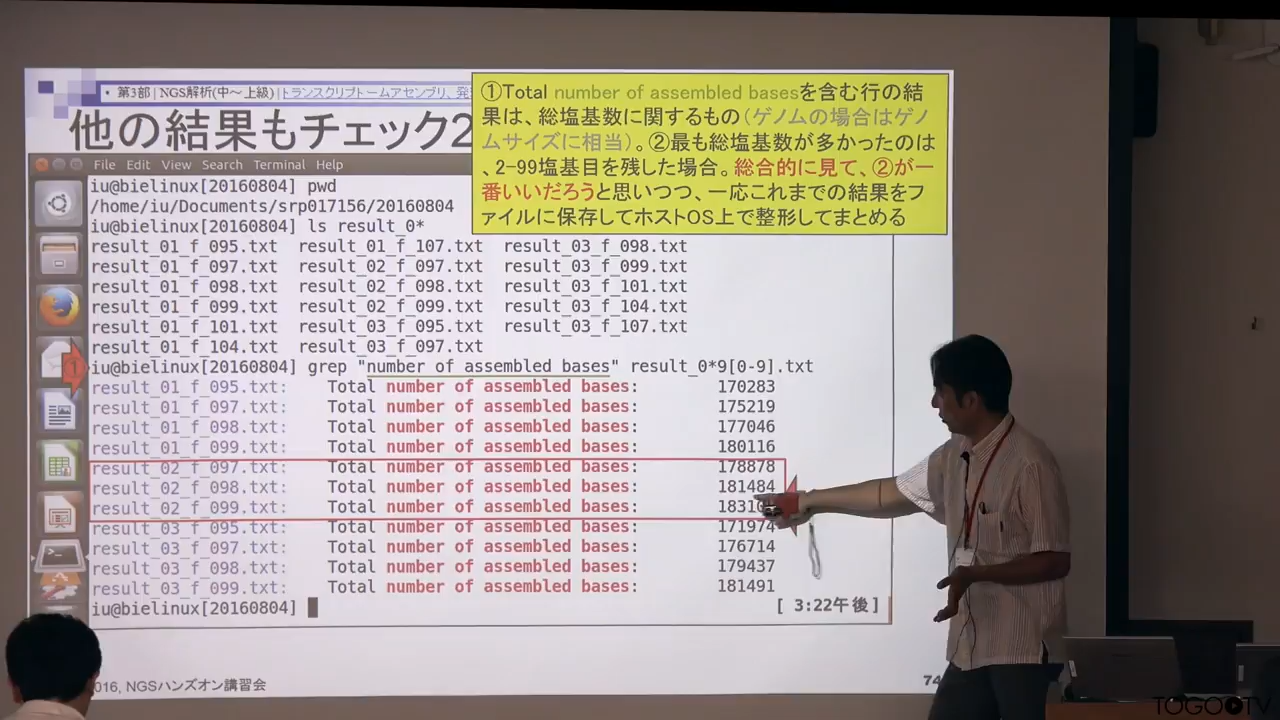 • 第3部 | NGS解析(中～上級) | トランスクリプトームアセンブリ、発
他の結果もチェック2
①Total number of assembled basesを含む行の結
果は、総塩基数に関するもの(ゲノムの場合はゲノ
ムサイズに相当)。②最も総塩基数が多かったのは
、2-99塩基目を残した場合。総合的に見て、②が一
番いいだろうと思いつつ、一応これまでの結果をフ
ァイルに保存してホストOS上で整形してまとめる
File Edit View Search Terminal Help
iu@bielinux[20160804] pwd
/home/iu/Documents/srp017156/20160804
iu@bielinux[20160804] ls result_0*
result_01_f_095.txt result_01_f_107.txt result_03_f_098.txt
result_01_f_097.txt result_02_f_097.txt result_03_f_099.txt
result_01_f_098.txt result_02_f_098.txt result_03_f_101.txt
result_01_f_099.txt result_02_f_099.txt result_03_f_104.txt
result_01_f_101.txt result_03_f_095.txt result_03_f_107.txt
result_01_f_104.txt result_03_f_097.txt
①
iu@bielinux[20160804] grep "number of assembled bases" result_0*9[0-9].txt
result_01_f_095.txt: Total number of assembled bases: 170283
result_01_f_097.txt: Total number of assembled bases: 175219
result_01_f_098.txt: Total number of assembled bases: 177046
result_01_f_099.txt: Total number of assembled bases: 180116
result_02_f_097.txt: Total number of assembled bases: 178878
result_02_f_098.txt: Total number of assembled bases: 181484
result_02_f_099.txt: Total number of assembled bases:
result_03_f_095.txt: Total number of assembled bases: 171974
result_03_f_097.txt: Total number of assembled bases: 176714
result_03_f_098.txt: Total number of assembled bases: 179437
result_03_f_099.txt: Total number of assembled bases: 181491
iu@bielinux[20160804]
[ 3:22午後]
016, NGSハンズオン講習会
74
TOGOTV